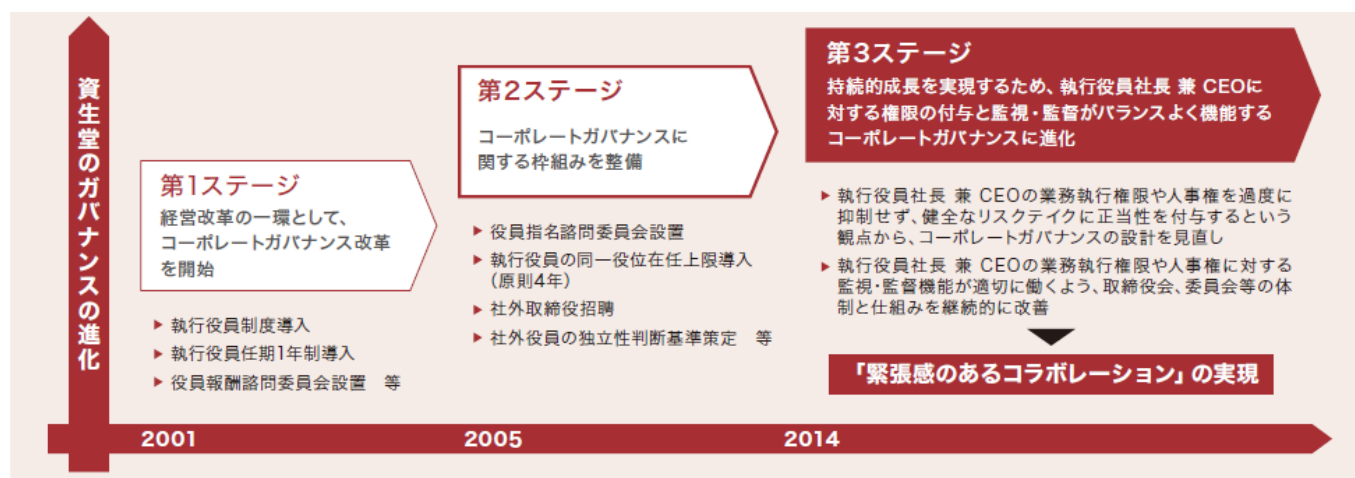 資生堂のガバナンスの進化
第1ステージ
経営改革の一環として、
コーポレートガバナンス改革
を開始
▶ 執行役員制度導入
▶ 執行役員任期1年制導入
▶ 役員報酬諮問委員会設置 等
第2ステージ
コーポレートガバナンスに
関する枠組みを整備
▶ 役員指名諮問委員会設置
▶ 執行役員の同一役位在任上限導入
(原則4年)
▶ 社外取締役招聘
▶ 社外役員の独立性判断基準策定 等
第3ステージ
持続的成長を実現するため、執行役員社長 兼 CEOに
対する権限の付与と監視・監督がバランスよく機能する
コーポレートガバナンスに進化
▶ 執行役員社長 兼 CEOの業務執行権限や人事権を過度に
抑制せず、健全なリスクテイクに正当性を付与するという
観点から、コーポレートガバナンスの設計を見直し
▶ 執行役員社長 兼 CEOの業務執行権限や人事権に対する
監視・監督機能が適切に働くよう、取締役会、委員会等の体
制と仕組みを継続的に改善
「緊張感のあるコラボレーション」の実現
2001
2005
2014